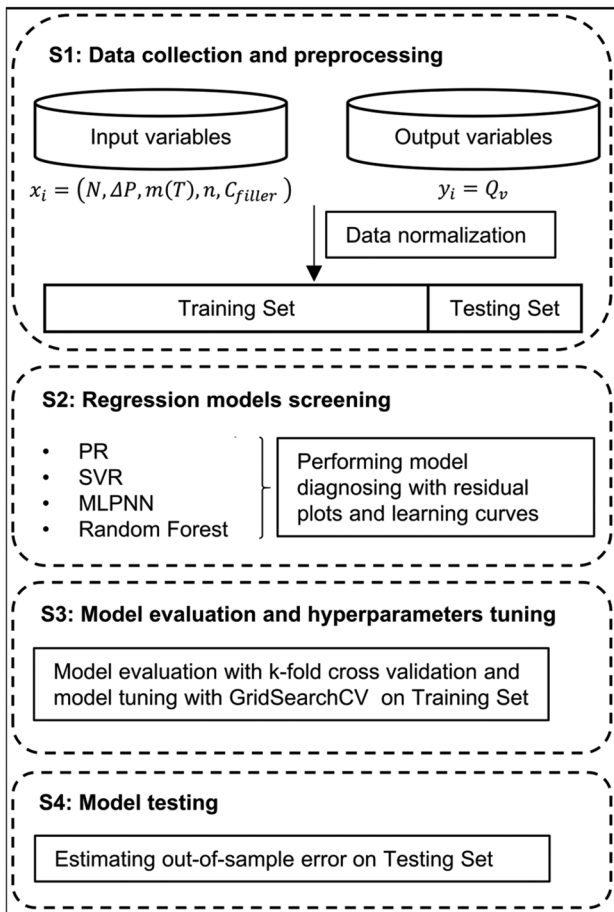 S1: Data collection and preprocessing
Input variables
Output variables
x_i = (N, ΔP, m(T), n, C_filler)
y_i = Q_v
Data normalization
Training Set
Testing Set
S2: Regression models screening
• PR
• SVR
• MLPNN
• Random Forest
Performing model
diagnosing with residual
plots and learning curves
S3: Model evaluation and hyperparameters tuning
Model evaluation with k-fold cross validation and
model tuning with GridSearchCV on Training Set
S4: Model testing
Estimating out-of-sample error on Testing Set